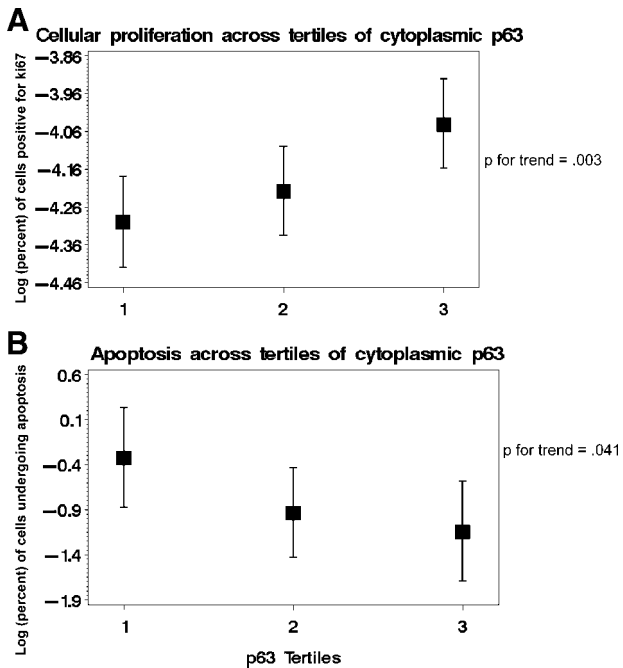 A
Cellular proliferation across tertiles of cytoplasmic p63
Log (percent) of cells positive for ki67
−3.86
−3.96
−4.06
−4.16
−4.26
−4.36
−4.46
1 2 3
p for trend = .003
B
Apoptosis across tertiles of cytoplasmic p63
Log (percent) of cells undergoing apoptosis
0.6
0.1
−0.4
−0.9
−1.4
−1.9
1 2 3
p63 Tertiles
p for trend = .041